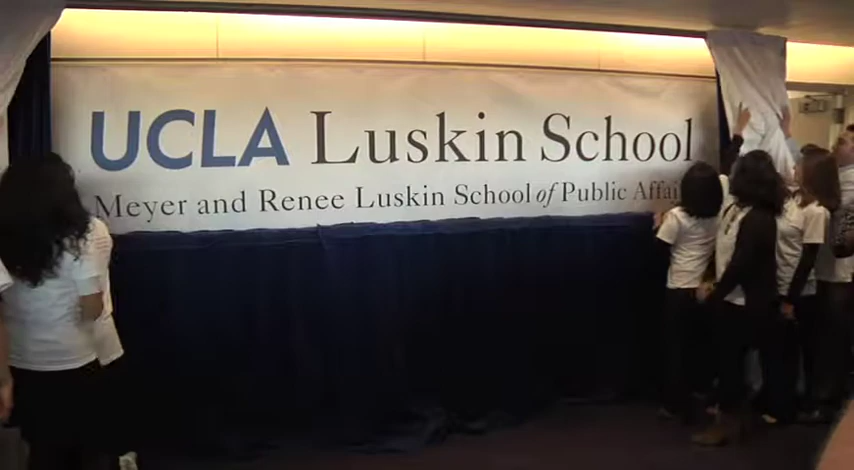 UCLA Luskin School
Meyer and Renee Luskin School of Public Affai